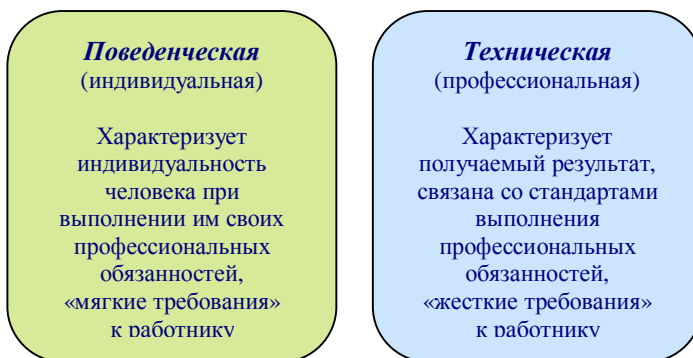 Поведенческая
(индивидуальная)
Характеризует
индивидуальность
человека при
выполнении им своих
профессиональных
обязанностей,
«мягкие требования»
к работнику
Техническая
(профессиональная)
Характеризует
получаемый результат,
связана со стандартами
выполнения
профессиональных
обязанностей,
«жесткие требования»
к работнику